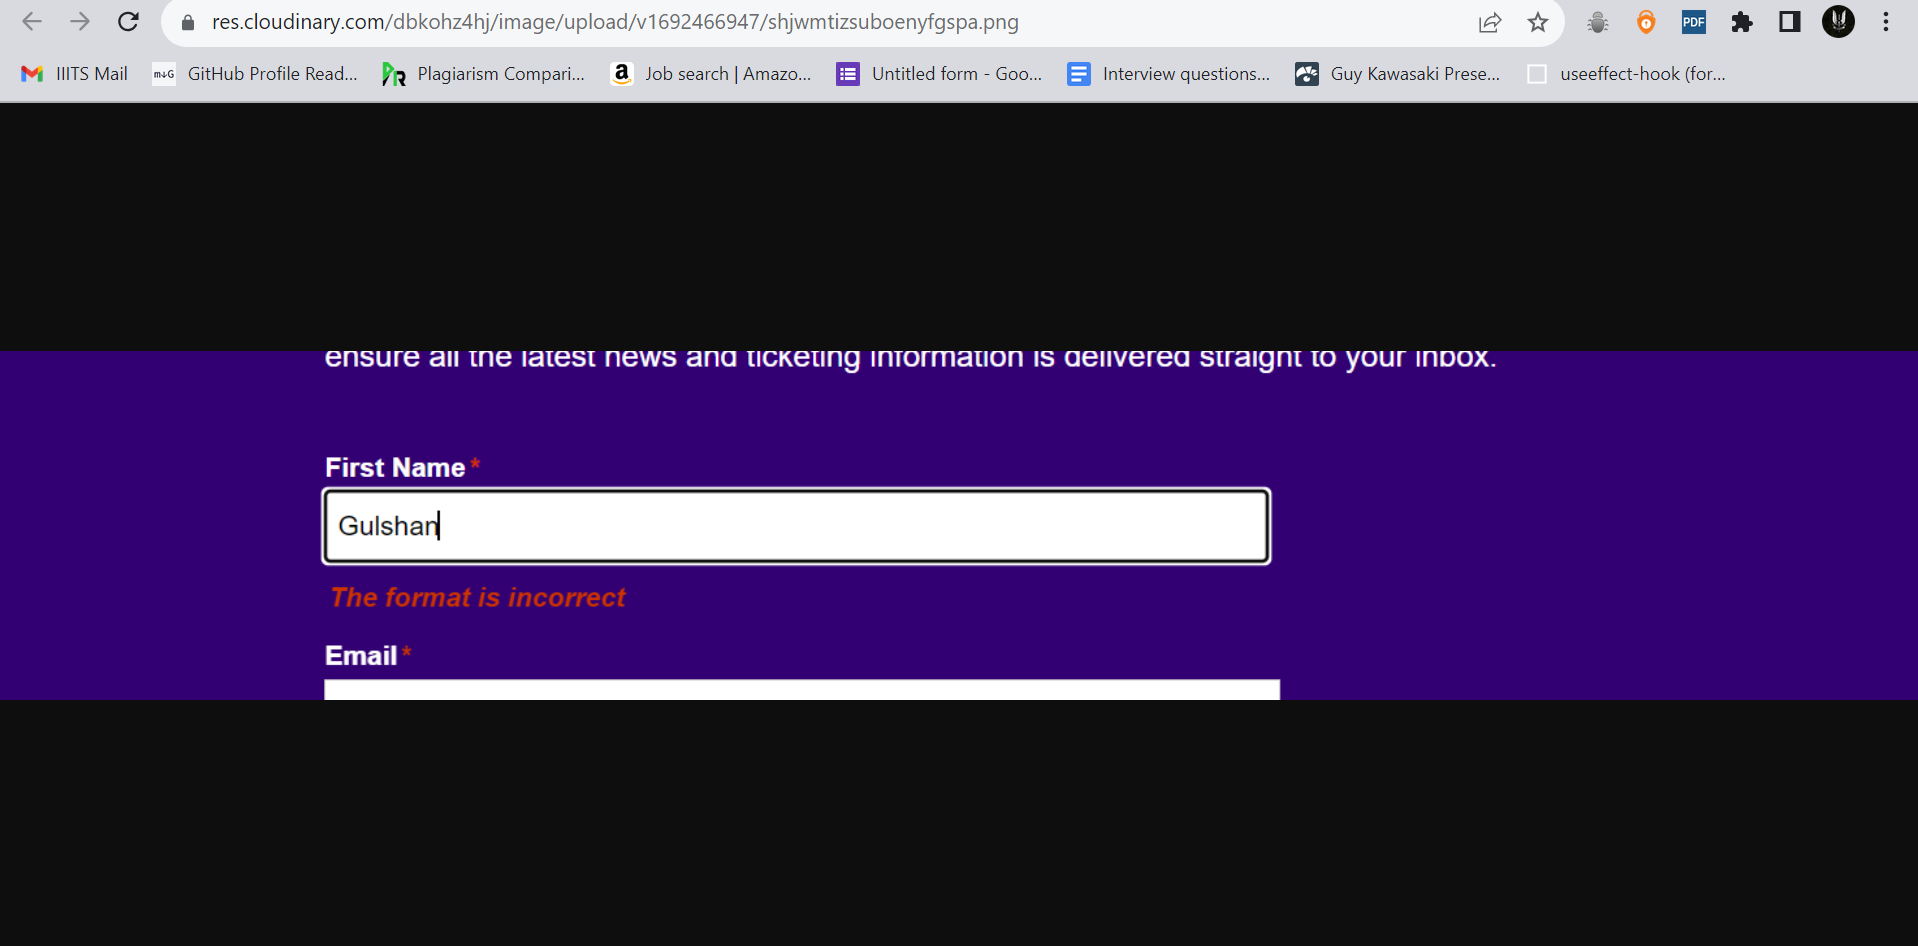 res.cloudinary.com/dbkohz4hj/image/upload/v1692466947/shjwmtizsuboenyfgspa.png
PDF
IIITS Mail
m↓G GitHub Profile Read...
PR Plagiarism Compari...
a Job search | Amazo...
Untitled form - Goo...
Interview questions...
Guy Kawasaki Prese...
useeffect-hook (for...
ensure all the latest news and ticketing information is delivered straight to your inbox.
First Name *
Gulshan
The format is incorrect
Email *